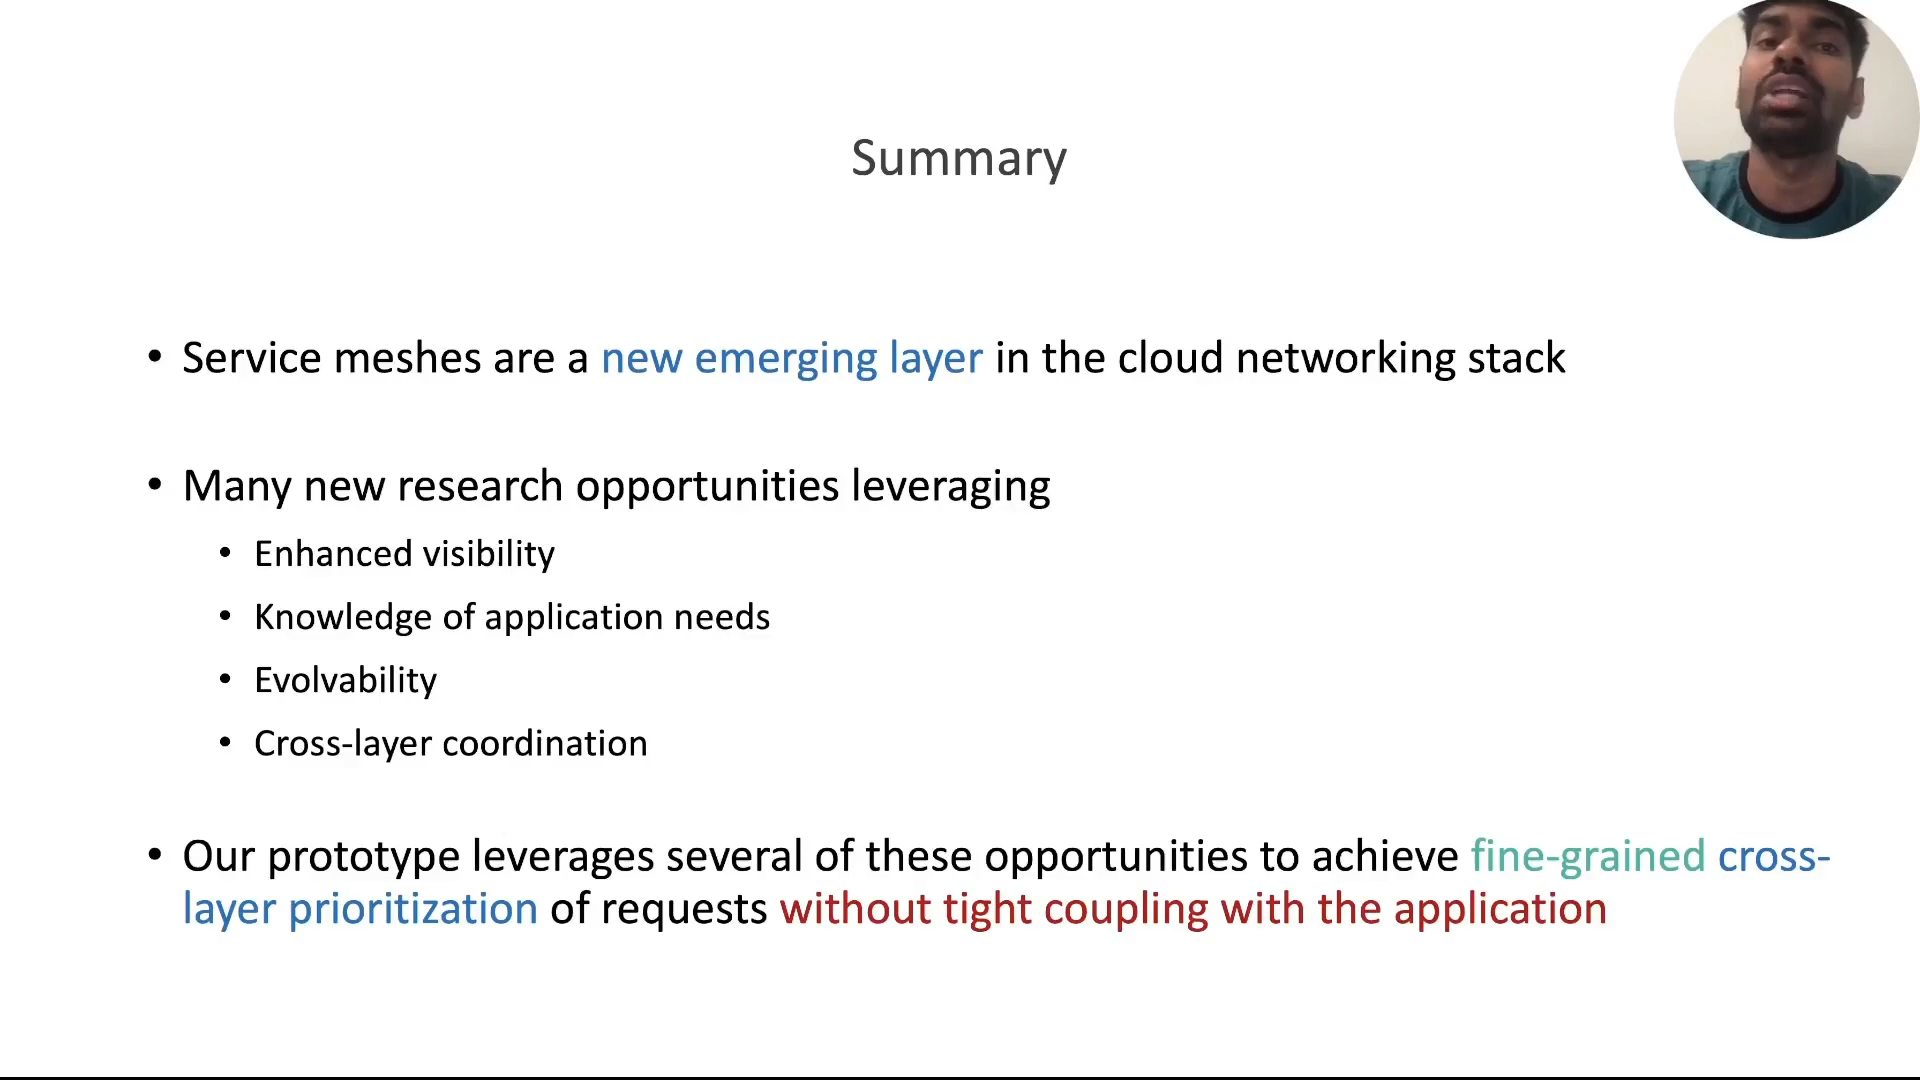 Summary
• Service meshes are a new emerging layer in the cloud networking stack
• Many new research opportunities leveraging
• Enhanced visibility
• Knowledge of application needs
• Evolvability
• Cross-layer coordination
• Our prototype leverages several of these opportunities to achieve fine-grained cross-
layer prioritization of requests without tight coupling with the application